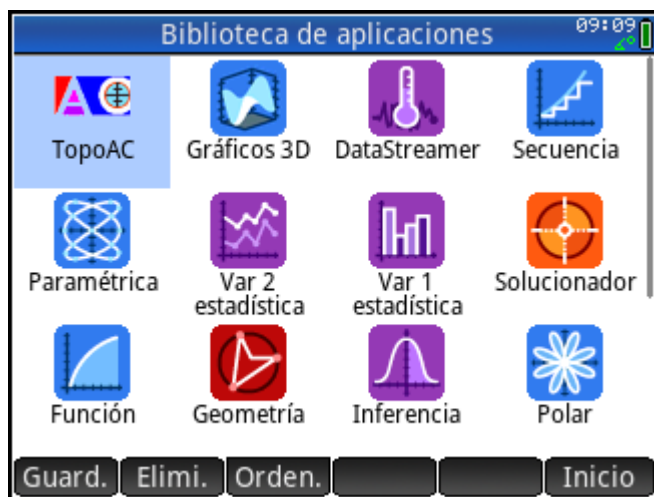 Biblioteca de aplicaciones
09:09
TopoAC
Gráficos 3D
DataStreamer
Secuencia
Paramétrica
Var 2
estadística
Var 1
estadística
Solucionador
Función
Geometría
Inferencia
Polar
Guard.
Elimi.
Orden.
Inicio